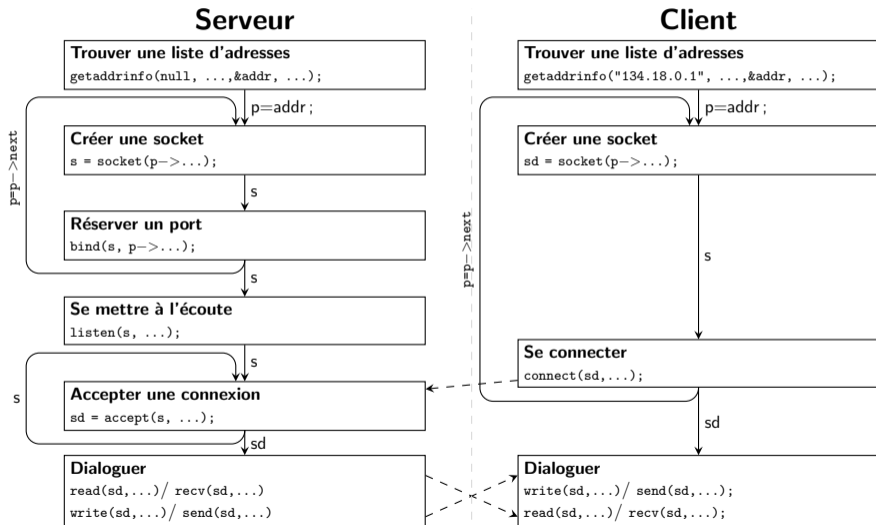 Serveur
Trouver une liste d'adresses
getaddrinfo(null, ...,&addr, ...);
p=addr ;
Créer une socket
s = socket(p->...);
s
p=p->next
Réserver un port
bind(s, p->...);
s
Se mettre à l'écoute
listen(s, ...);
s
s
Accepter une connexion
sd = accept(s, ...);
sd
Dialoguer
read(sd,...)/ recv(sd,...)
write(sd,...)/ send(sd,...)
Client
Trouver une liste d'adresses
getaddrinfo("134.18.0.1", ...,&addr, ...);
p=addr ;
Créer une socket
sd = socket(p->...);
s
p=p->next
Se connecter
connect(sd,...);
sd
Dialoguer
write(sd,...)/ send(sd,...);
read(sd,...)/ recv(sd,...);